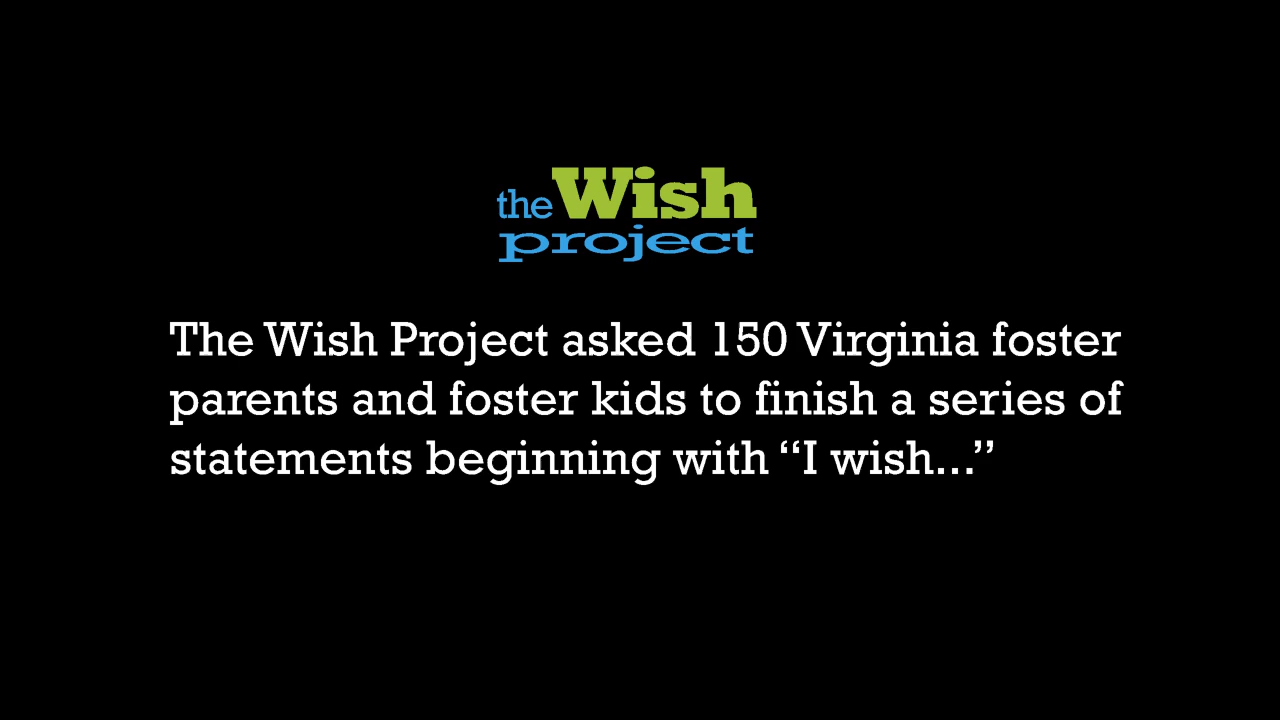 the Wish
project
The Wish Project asked 150 Virginia foster
parents and foster kids to finish a series of
statements beginning with “I wish...”